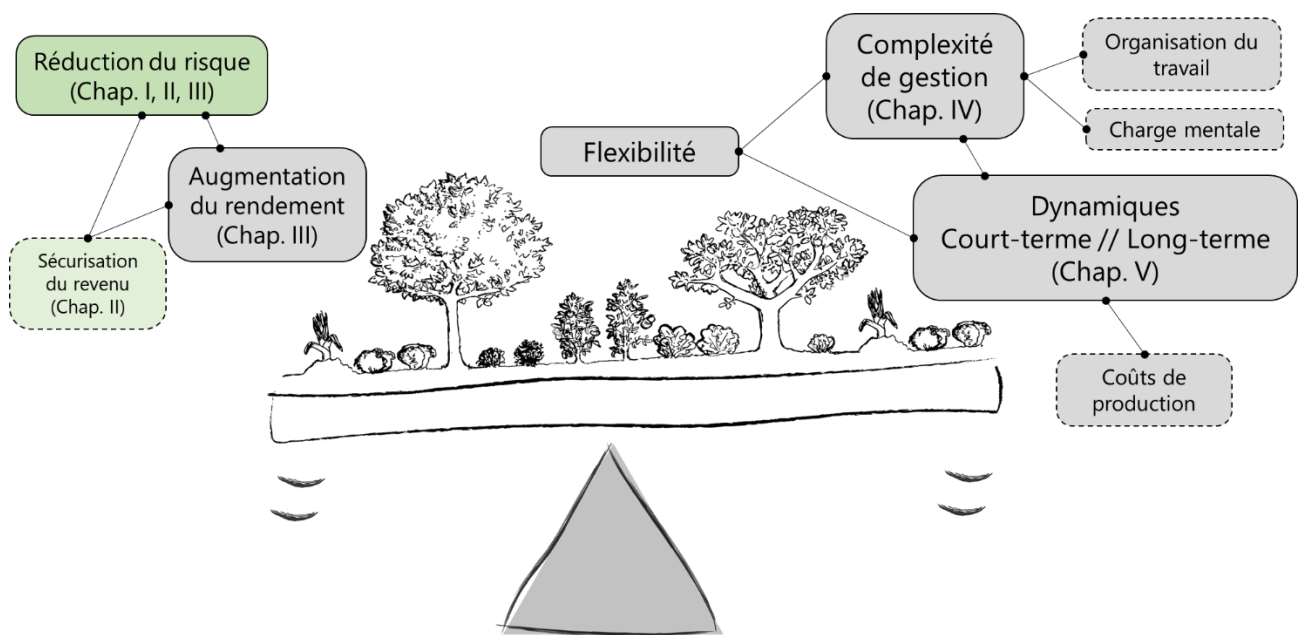 Réduction du risque
(Chap. I, II, III)
Augmentation
du rendement
(Chap. III)
Sécurisation
du revenu
(Chap. II)
Flexibilité
Complexité
de gestion
(Chap. IV)
Organisation du
travail
Charge mentale
Dynamiques
Court-terme // Long-terme
(Chap. V)
Coûts de
production